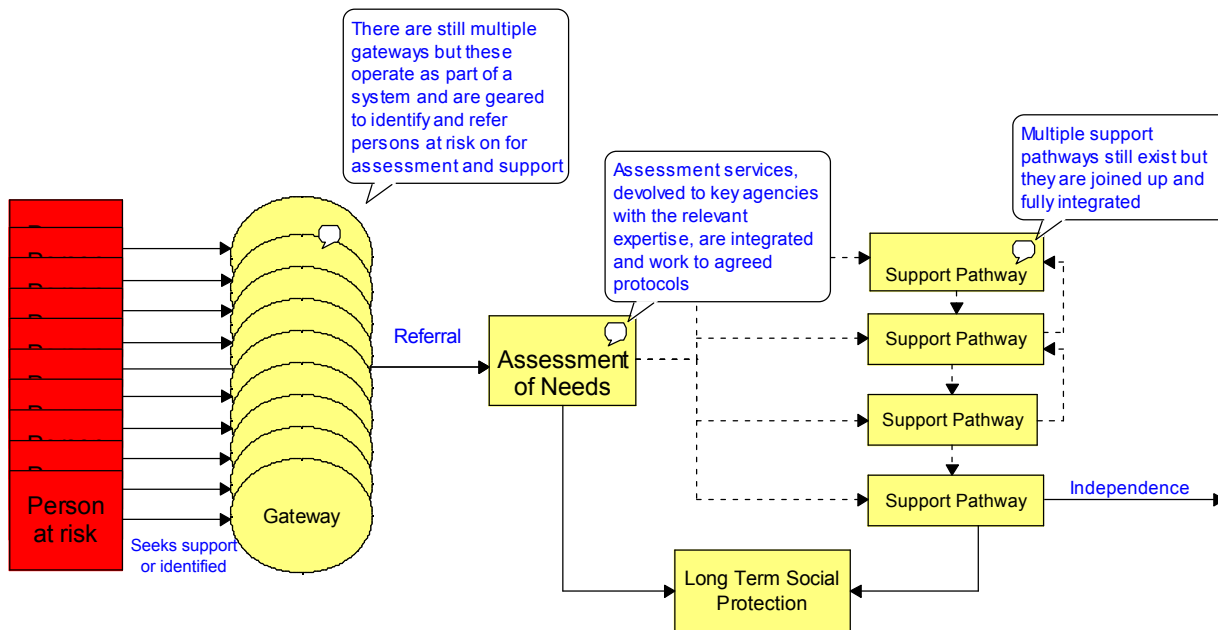 There are still multiple
gateways but these
operate as part of a
system and are geared
to identify and refer
persons at risk on for
assessment and support
Assessment services,
devolved to key agencies
with the relevant
expertise, are integrated
and work to agreed
protocols
Multiple support
pathways still exist but
they are joined up and
fully integrated
Person
at risk
Seeks support
or identified
Gateway
Referral
Assessment
of Needs
Support Pathway
Support Pathway
Support Pathway
Support Pathway
Independence
Long Term Social
Protection